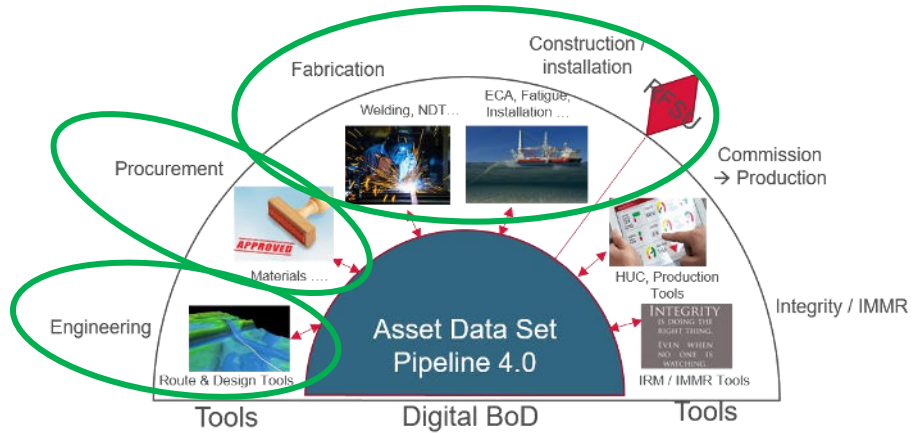 Construction /
installation
Fabrication
RFSU
ECA, Fatigue,
Installation ...
Welding, NDT...
Procurement
Commission
→ Production
APPROVED
Materials ....
HUC, Production
Tools
Engineering
Asset Data Set
Pipeline 4.0
INTEGRITY
IS DOING THE
RIGHT THING.
EVEN WHEN
NO ONE IS
WATCHING
Integrity / IMMR
Route & Design Tools
IRM / IMMR Tools
Tools
Digital BoD
Tools